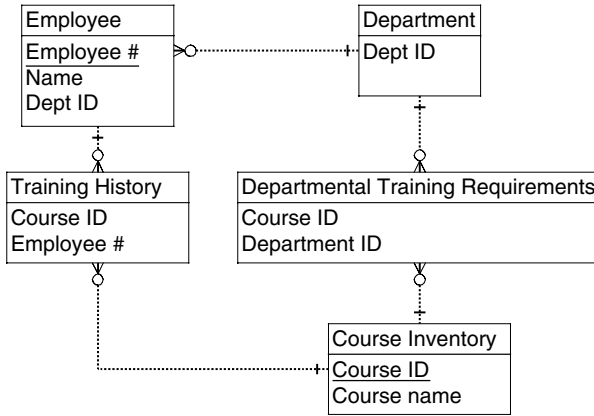 Employee
Employee #
Name
Dept ID
Department
Dept ID
Training History
Course ID
Employee #
Departmental Training Requirements
Course ID
Department ID
Course Inventory
Course ID
Course name